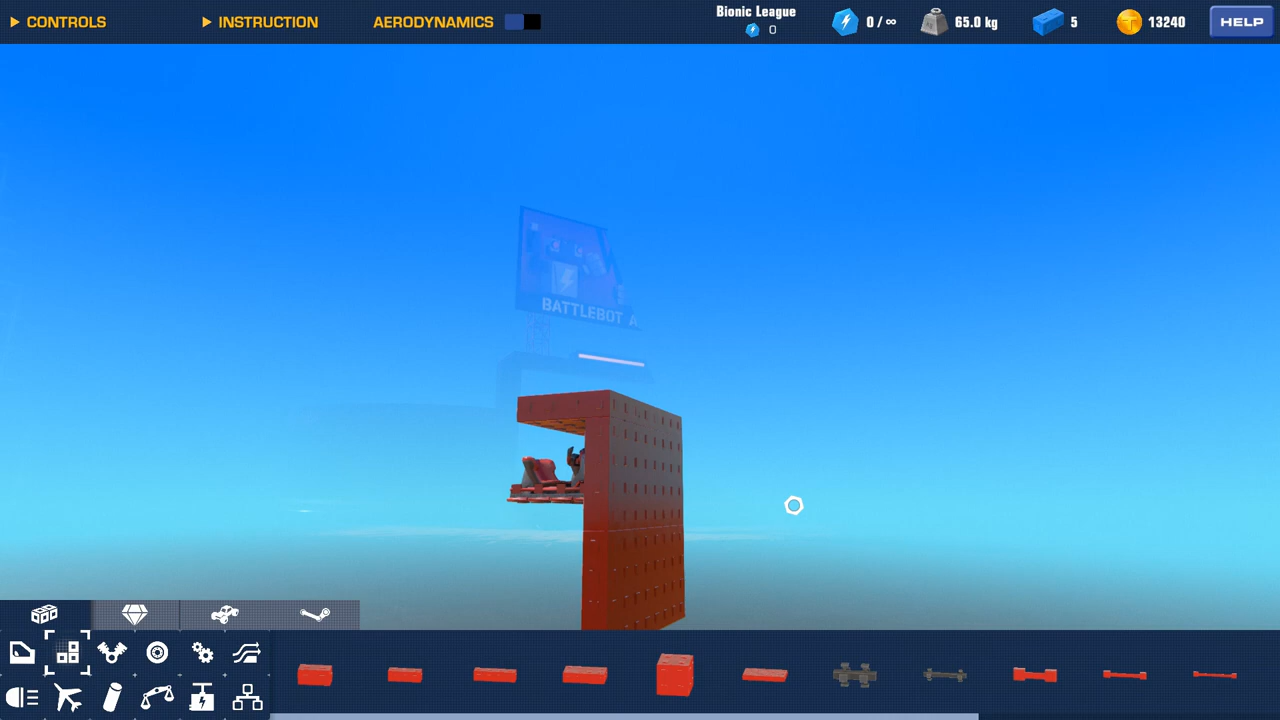 CONTROLS
INSTRUCTION
AERODYNAMICS
Bionic League
0
0 / ∞
65.0 kg
5
13240
HELP
BATTLEBOT A